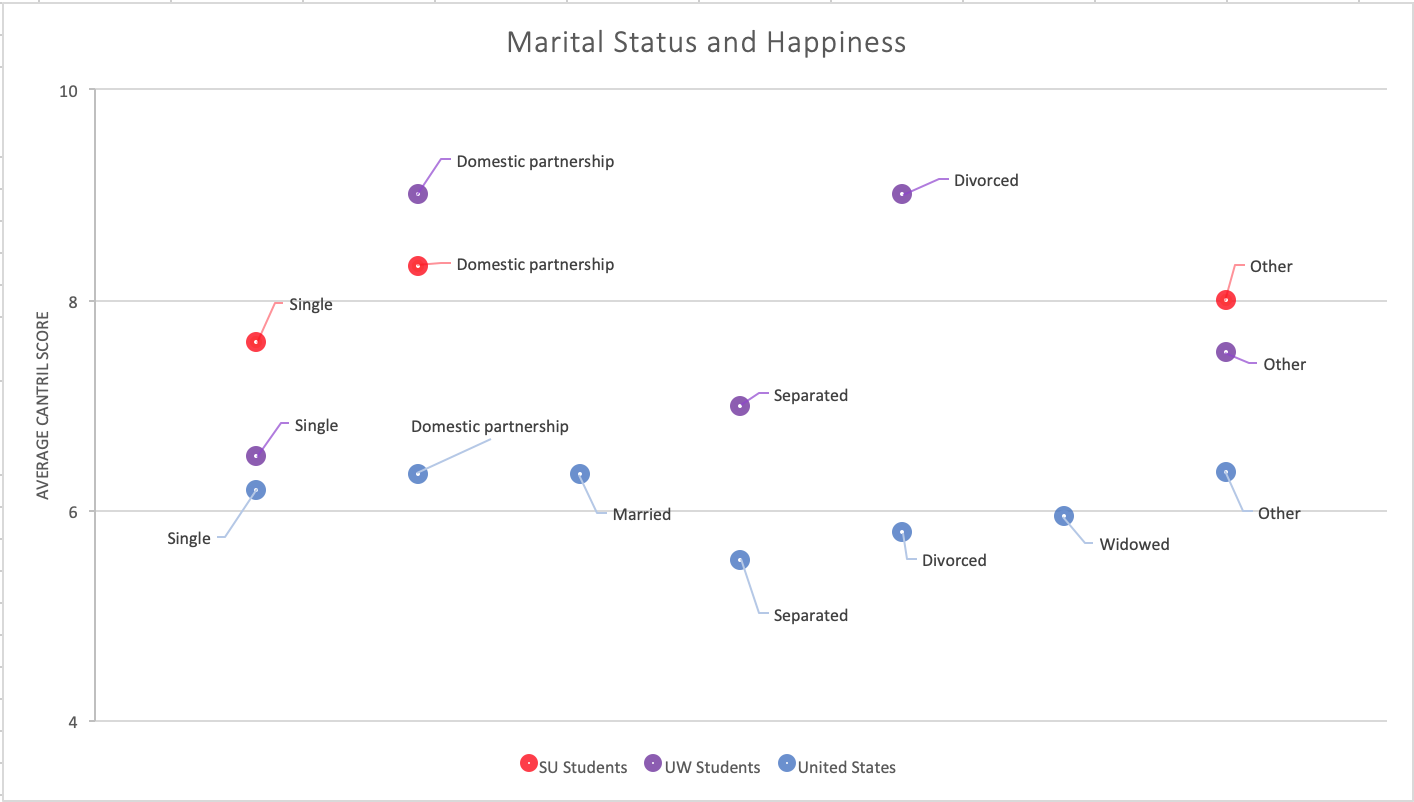 Marital Status and Happiness
10
Domestic partnership
Divorced
Domestic partnership
Other
8
Single
AVERAGE CANTRIL SCORE
Other
Separated
Single
Domestic partnership
6
Married
Other
Single
Widowed
Divorced
Separated
4
SU Students UW Students United States